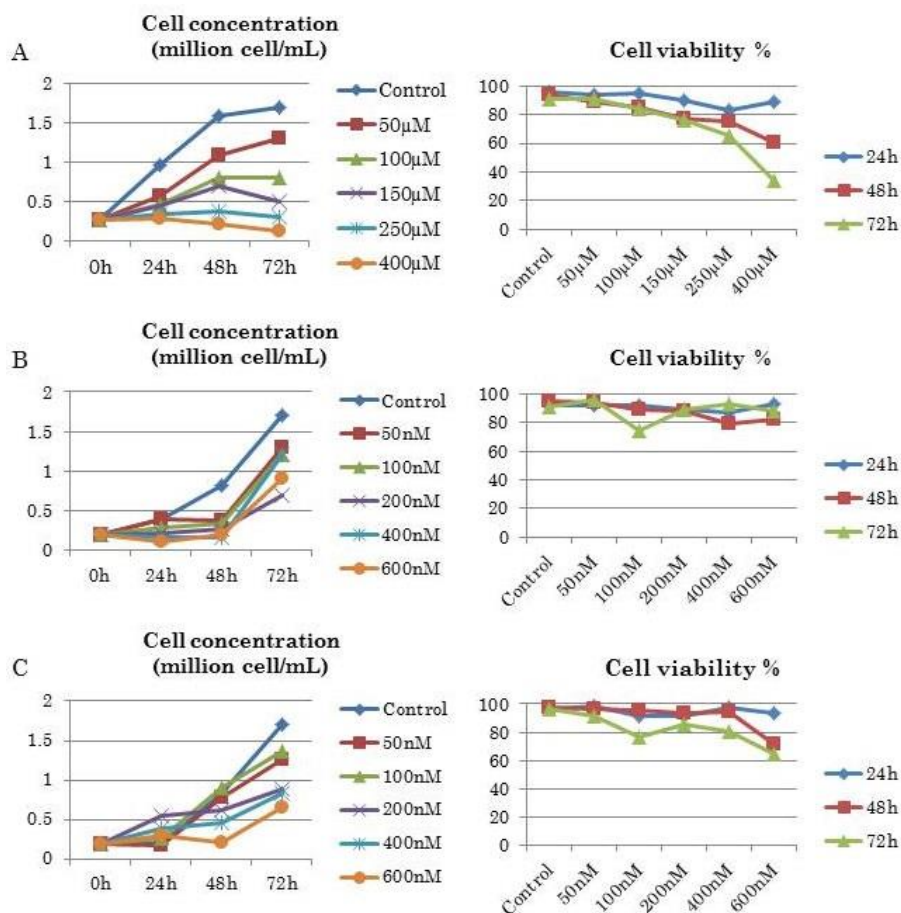 A
Cell concentration
(million cell/mL)
2
1.5
1
0.5
0
0h 24h 48h 72h
Control
50µM
100µM
150µM
250µM
400µM
Cell viability %
100
80
60
40
20
0
Control 50µM 100µM 150µM 250µM 400µM
24h
48h
72h
B
Cell concentration
(million cell/mL)
2
1.5
1
0.5
0
0h 24h 48h 72h
Control
50nM
100nM
200nM
400nM
600nM
Cell viability %
100
80
60
40
20
0
Control 50nM 100nM 200nM 400nM 600nM
24h
48h
72h
C
Cell concentration
(million cell/mL)
2
1.5
1
0.5
0
0h 24h 48h 72h
Control
50nM
100nM
200nM
400nM
600nM
Cell viability %
100
80
60
40
20
0
Control 50nM 100nM 200nM 400nM 600nM
24h
48h
72h